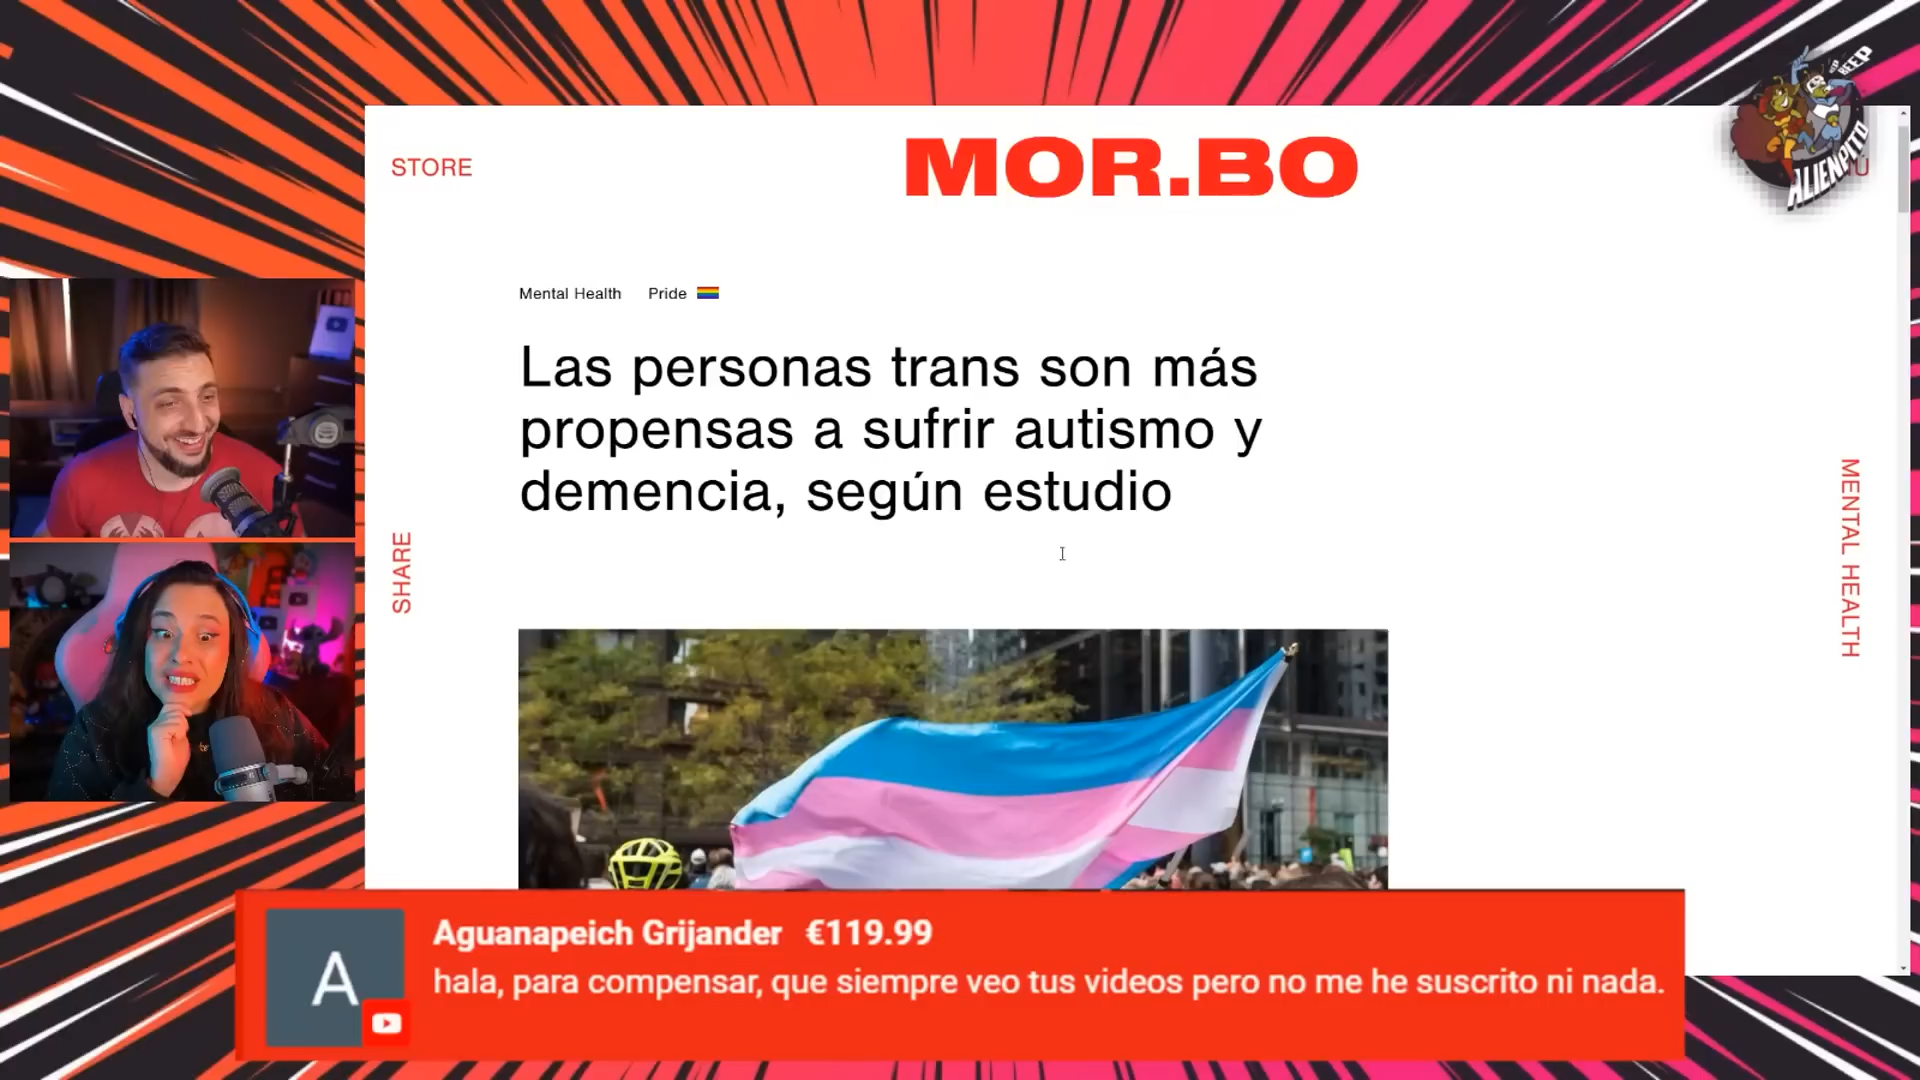 STORE
MOR.BO
BEEP
ALIENPITO
Mental Health Pride
Las personas trans son más
propensas a sufrir autismo y
demencia, según estudio
SHARE
MENTAL HEALTH
A
Aguanapeich Grijander €119.99
hala, para compensar, que siempre veo tus videos pero no me he suscrito ni nada.